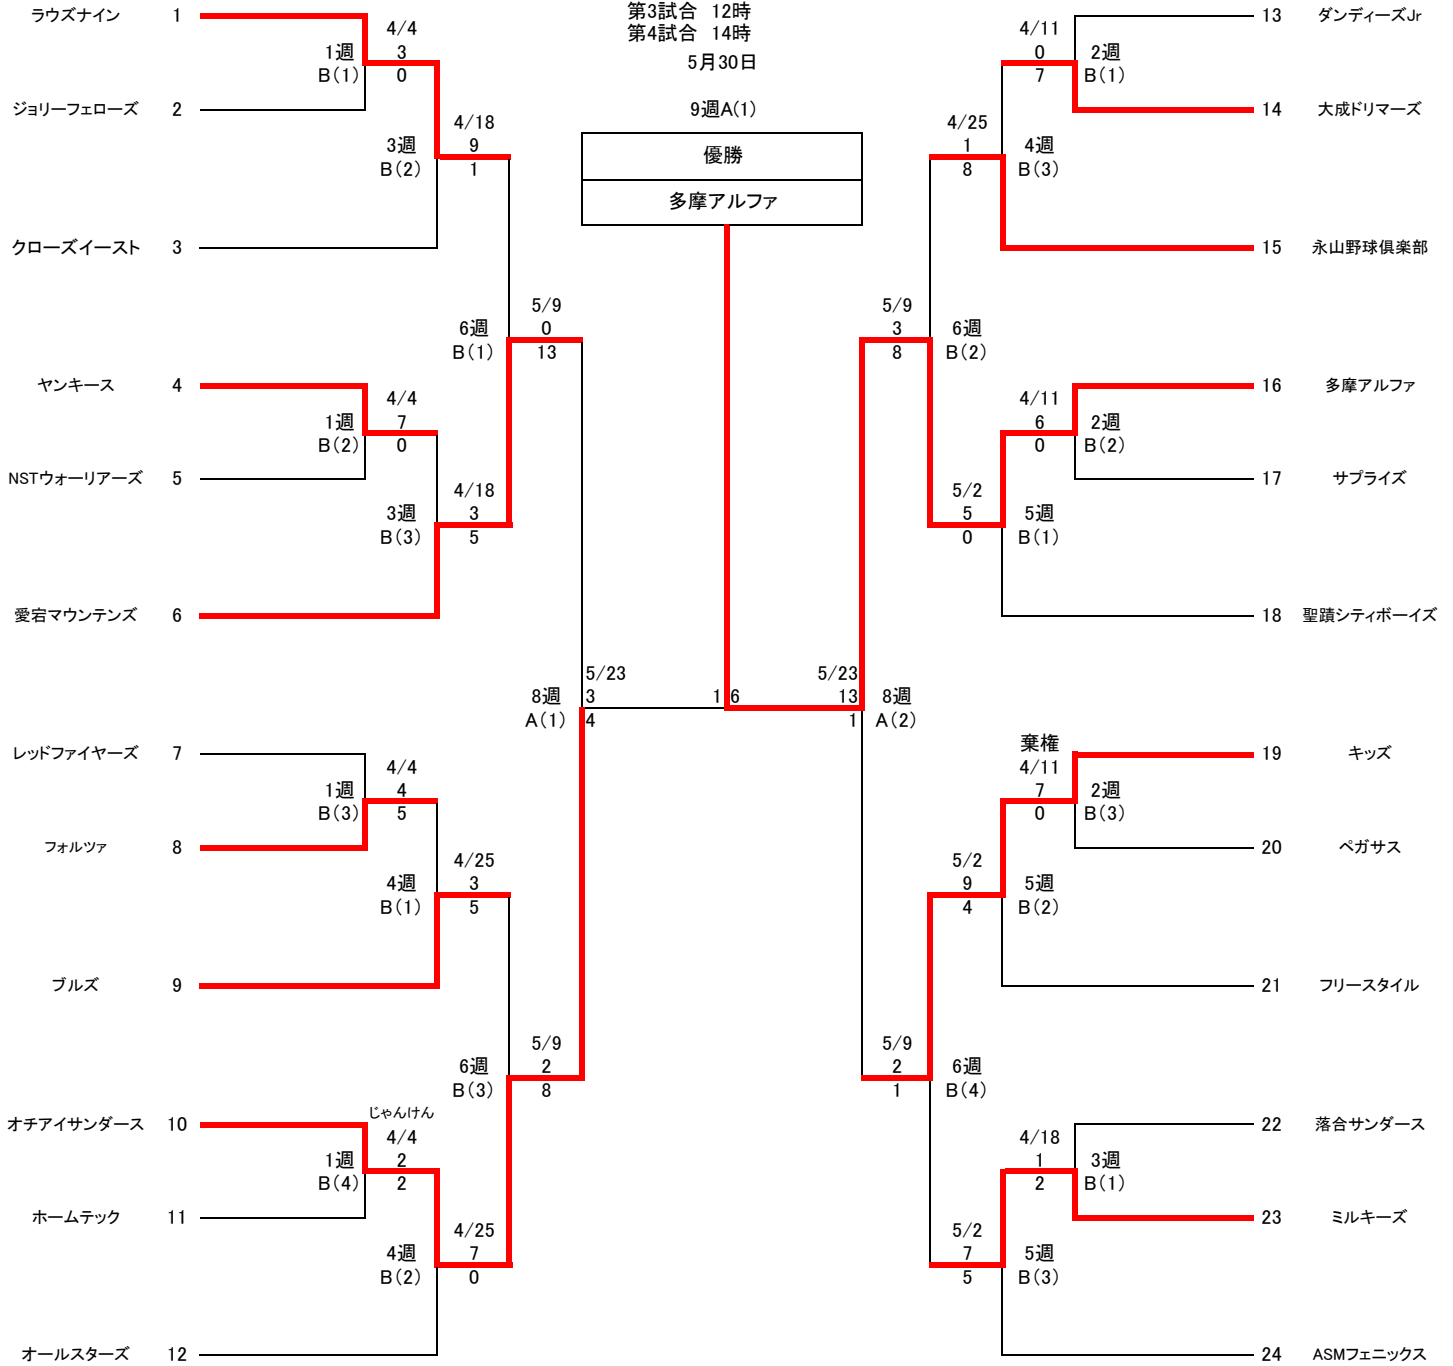 第3試合 12時
第4試合 14時
5月30日
9週A(1)
優勝
多摩アルファ
ラウズナイン 1
4/4
1週 3
B(1) 0
ジョリーフェローズ 2
4/18
3週 9
B(2) 1
クローズイースト 3
5/9
6週 0
B(1) 13
ヤンキース 4
4/4
1週 7
B(2) 0
NSTウォーリアーズ 5
4/18
3週 3
B(3) 5
愛宕マウンテンズ 6
5/23
8週 3
A(1) 4
1 6
レッドファイヤーズ 7
4/4
1週 4
B(3) 5
フォルツァ 8
4/25
4週 3
B(1) 5
ブルズ 9
5/9
6週 2
B(3) 8
オチアイサンダース 10
じゃんけん
4/4
1週 2
B(4) 2
ホームテック 11
4/25
4週 7
B(2) 0
オールスターズ 12
13 ダンディーズJr
4/11
0 2週
7 B(1)
14 大成ドリマーズ
4/25
1 4週
8 B(3)
15 永山野球倶楽部
5/9
3 6週
8 B(2)
16 多摩アルファ
4/11
6 2週
0 B(2)
17 サプライズ
5/2
5 5週
0 B(1)
18 聖蹟シティボーイズ
5/23
13 8週
1 A(2)
棄権
19 キッズ
4/11
7 2週
0 B(3)
20 ペガサス
5/2
9 5週
4 B(2)
21 フリースタイル
5/9
2 6週
1 B(4)
22 落合サンダース
4/18
1 3週
2 B(1)
23 ミルキーズ
5/2
7 5週
5 B(3)
24 ASMフェニックス